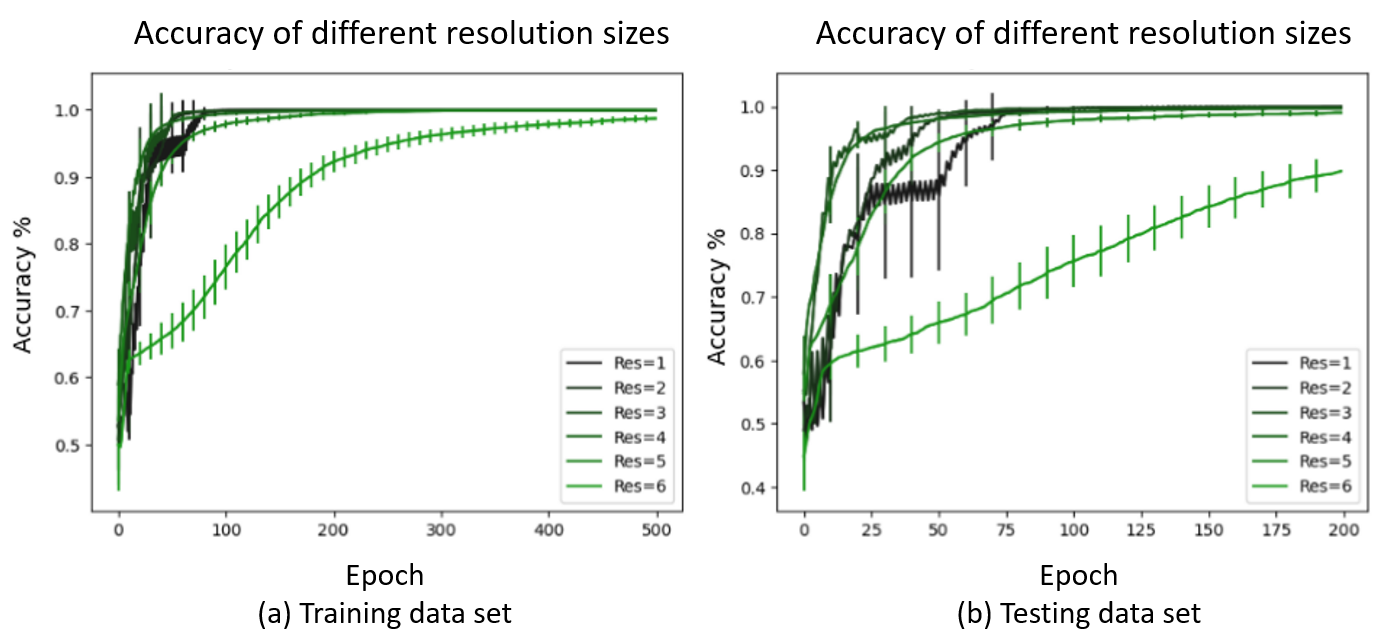 Accuracy of different resolution sizes
Accuracy %
1.0
0.9
0.8
0.7
0.6
0.5
0
100
200
300
400
500
Res=1
Res=2
Res=3
Res=4
Res=5
Res=6
Epoch
(a) Training data set
Accuracy of different resolution sizes
Accuracy %
1.0
0.9
0.8
0.7
0.6
0.5
0.4
0
25
50
75
100
125
150
175
200
Res=1
Res=2
Res=3
Res=4
Res=5
Res=6
Epoch
(b) Testing data set